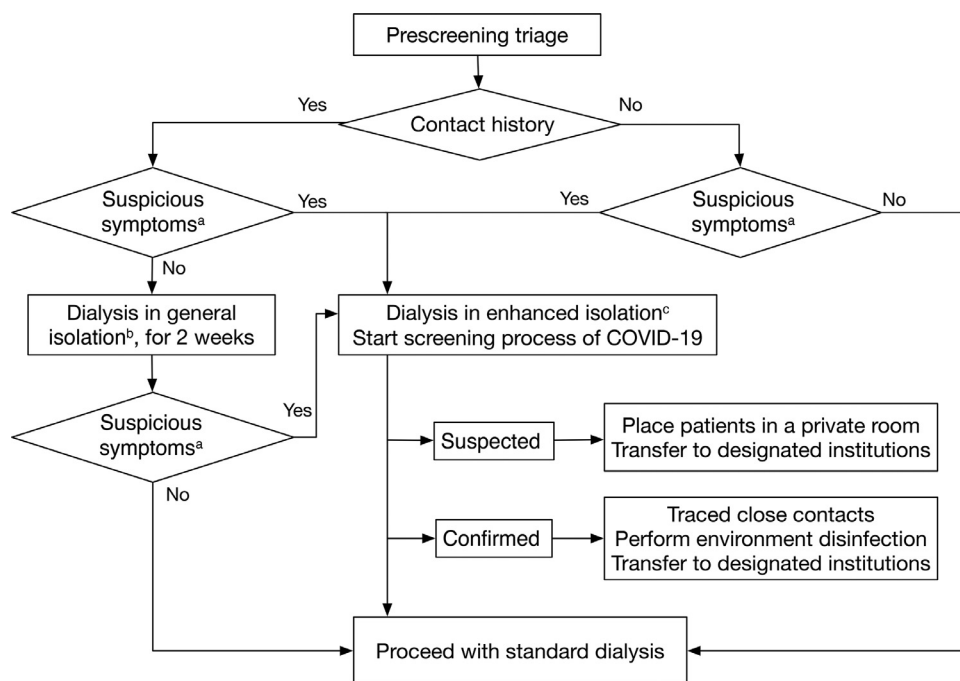 Prescreening triage
Yes
No
Contact history
Suspicious
symptomsᵃ
Yes
Yes
Suspicious
symptomsᵃ
No
No
Dialysis in general
isolationᵇ, for 2 weeks
Dialysis in enhanced isolationᶜ
Start screening process of COVID-19
Suspicious
symptomsᵃ
Yes
No
Suspected
Place patients in a private room
Transfer to designated institutions
Confirmed
Traced close contacts
Perform environment disinfection
Transfer to designated institutions
Proceed with standard dialysis